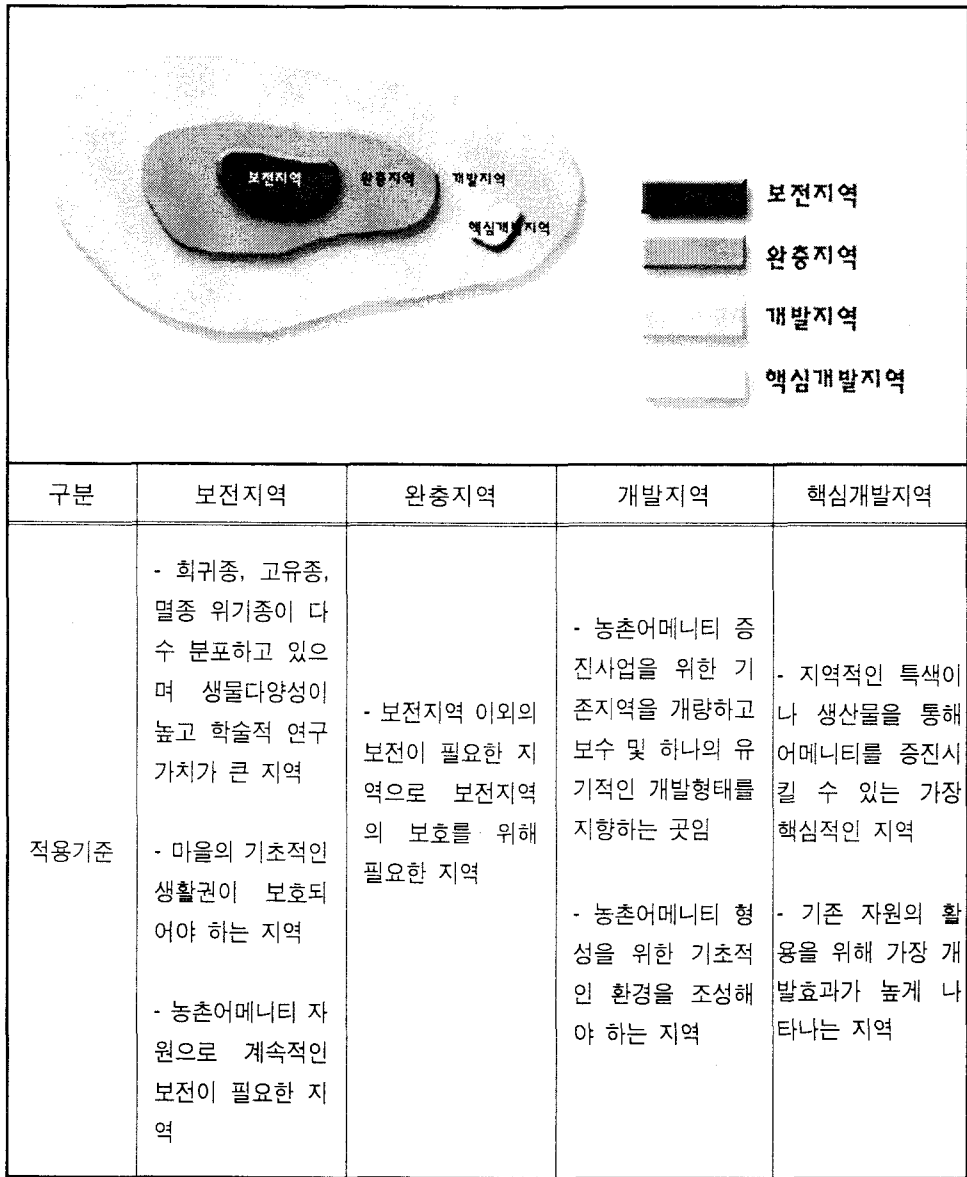 보전지역
완충지역
개발지역
핵심개발지역
보전지역
완충지역
개발지역
핵심개발지역
구분
보전지역
완충지역
개발지역
핵심개발지역
적용기준
- 희귀종, 고유종,
멸종 위기종이 다
수 분포하고 있으
며 생물다양성이
높고 학술적 연구
가치가 큰 지역
- 마을의 기초적인
생활권이 보호되
어야 하는 지역
- 농촌어메니티 자
원으로 계속적인
보전이 필요한 지
역
- 보전지역 이외의
보전이 필요한 지
역으로 보전지역
의 보호를 위해
필요한 지역
- 농촌어메니티 증
진사업을 위한 기
존지역을 개량하고
보수 및 하나의 유
기적인 개발형태를
지향하는 곳임
- 농촌어메니티 형
성을 위한 기초적
인 환경을 조성해
야 하는 지역
- 지역적인 특색이
나 생산물을 통해
어메니티를 증진시
킬 수 있는 가장
핵심적인 지역
- 기존 자원의 활
용을 위해 가장 개
발효과가 높게 나
타나는 지역